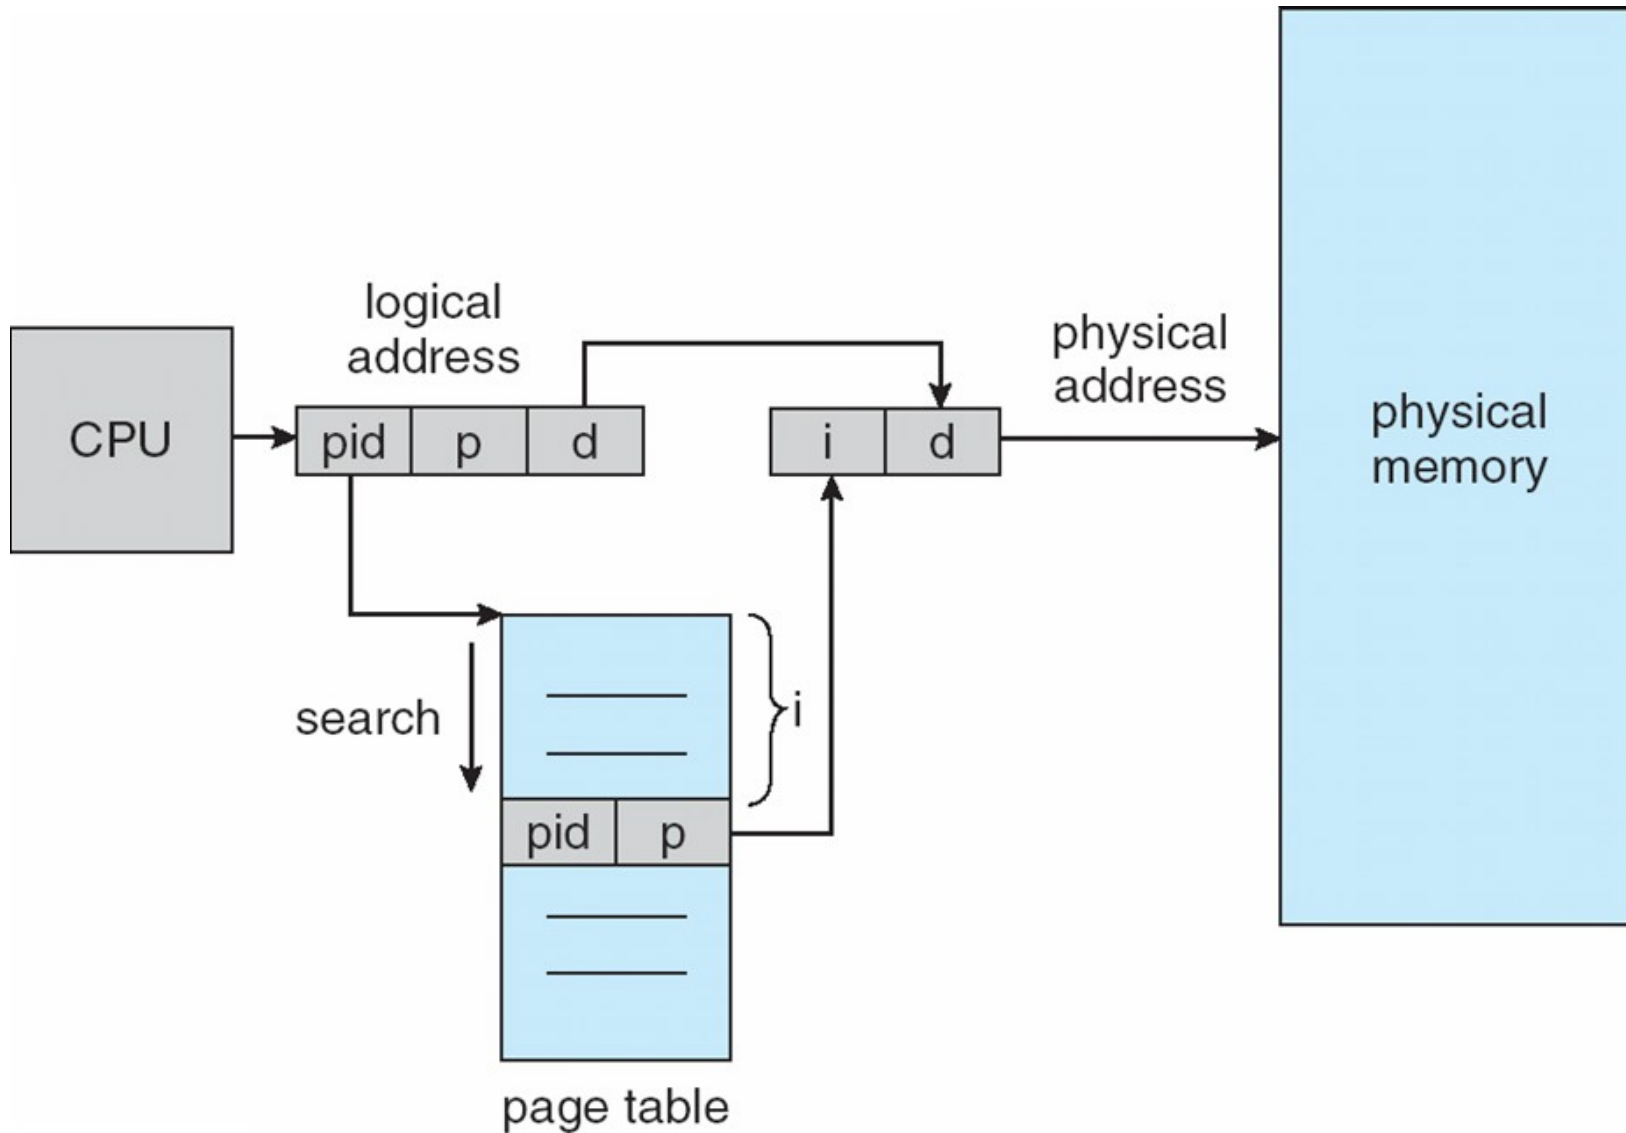 logical
address
physical
address
CPU
pid p d
i d
physical
memory
search
i
pid p
page table